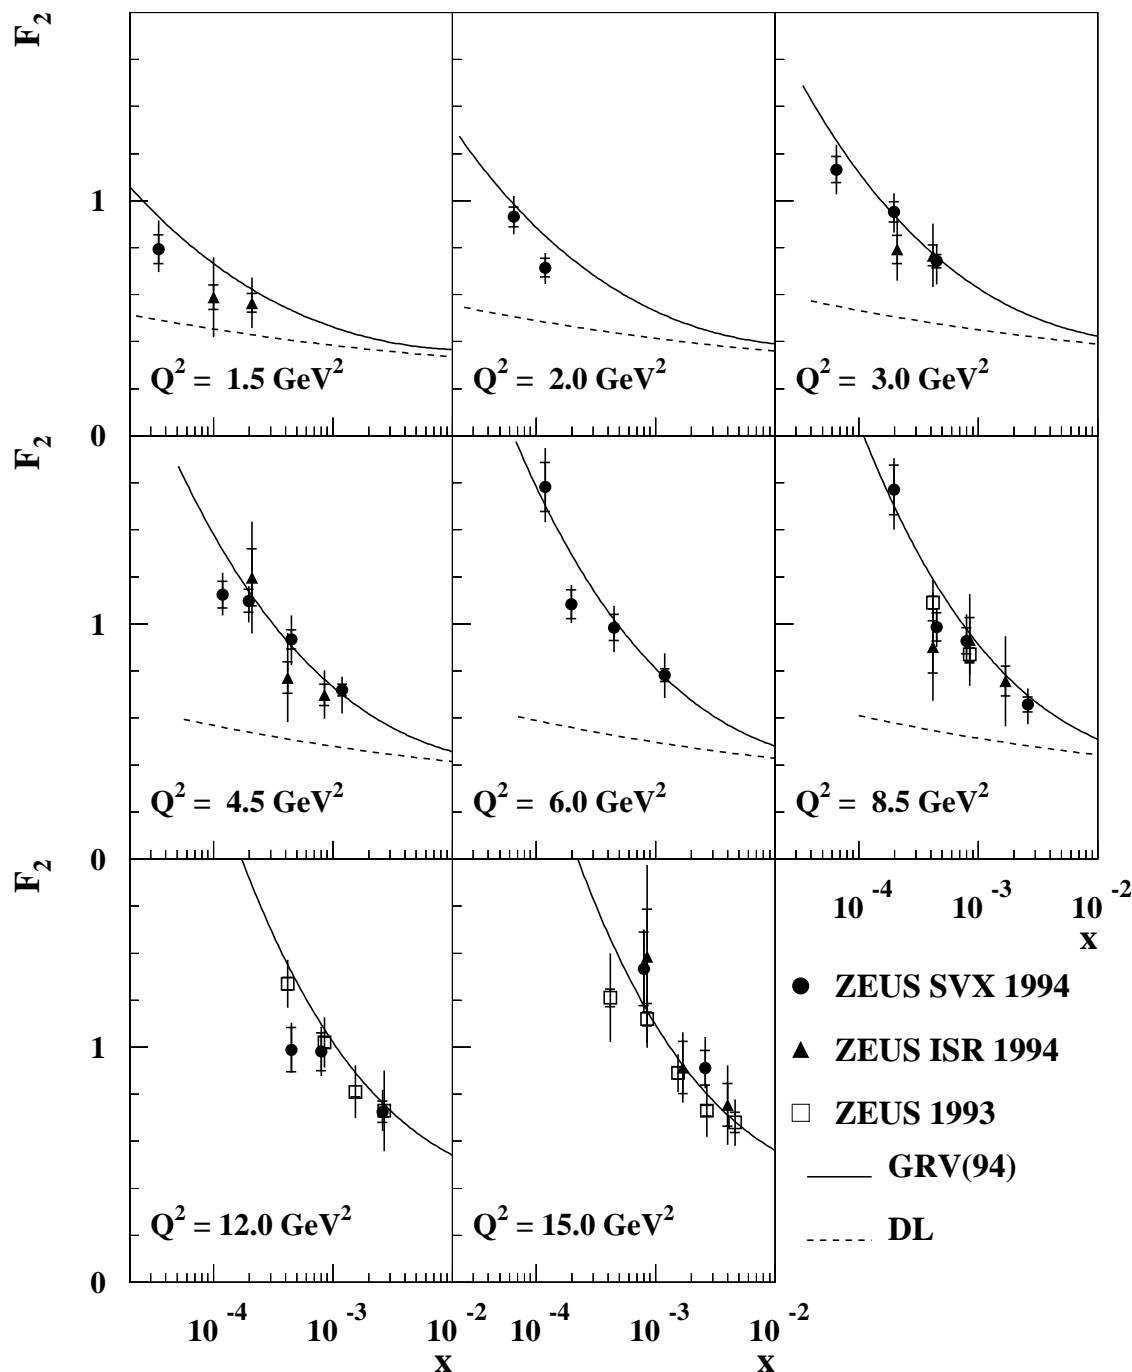 F2
1
Q2 = 1.5 GeV2
Q2 = 2.0 GeV2
Q2 = 3.0 GeV2
0
F2
1
Q2 = 4.5 GeV2
Q2 = 6.0 GeV2
Q2 = 8.5 GeV2
0
F2
10 -4
10 -3
10 -2
x
1
ZEUS SVX 1994
ZEUS ISR 1994
ZEUS 1993
GRV(94)
DL
Q2 = 12.0 GeV2
Q2 = 15.0 GeV2
0
10 -4
10 -3
10 -2
10 -4
10 -3
10 -2
x
x